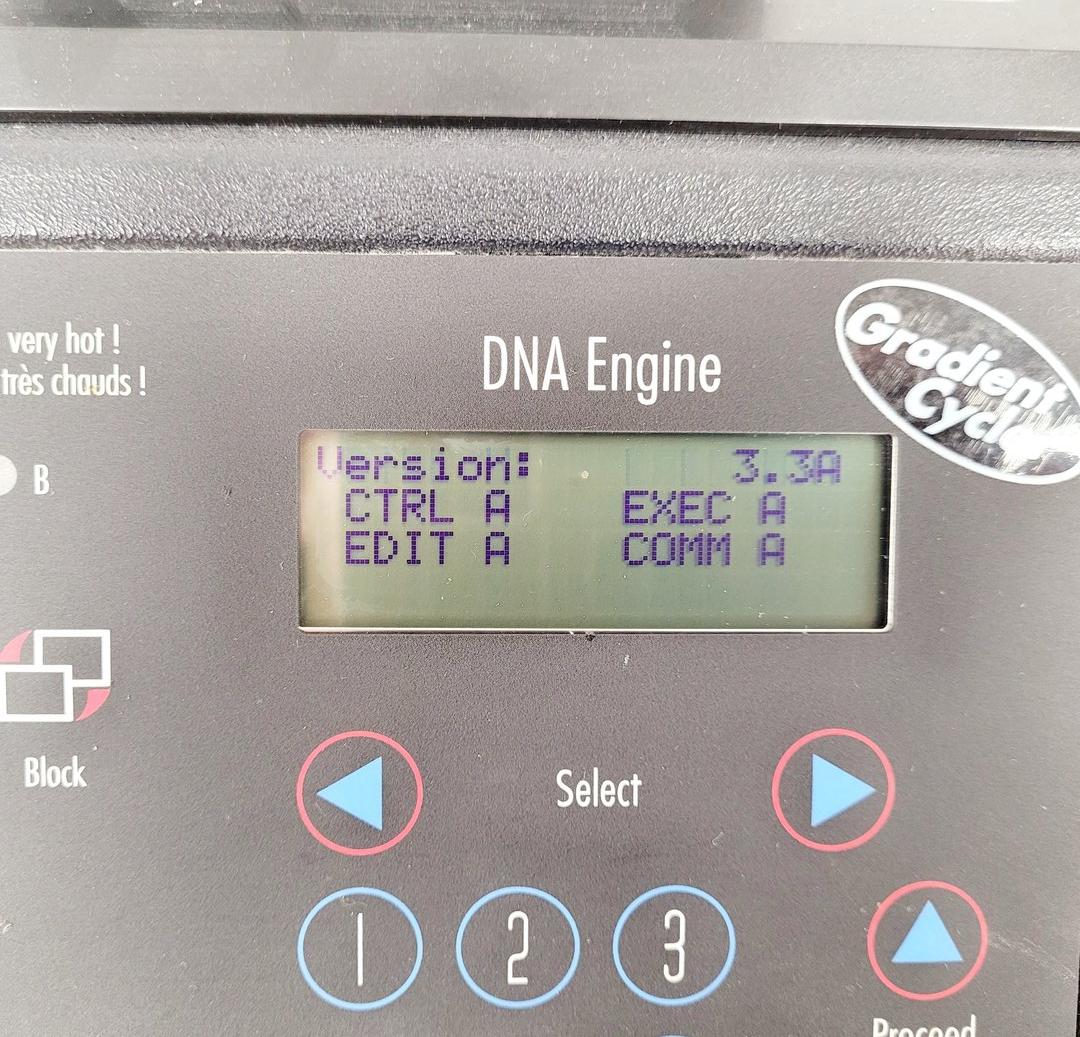 very hot !
très chauds !
DNA Engine
Gradient
B
Version: 3.3A
CTRL A EXEC A
EDIT A COMM A
Block
Select
1 2 3
Proceed